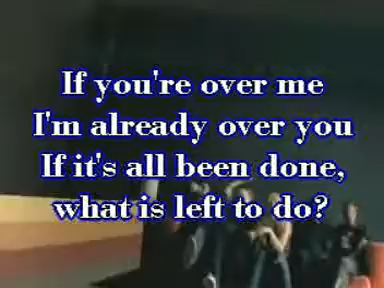 If you're over me
I'm already over you
If it's all been done,
what is left to do?